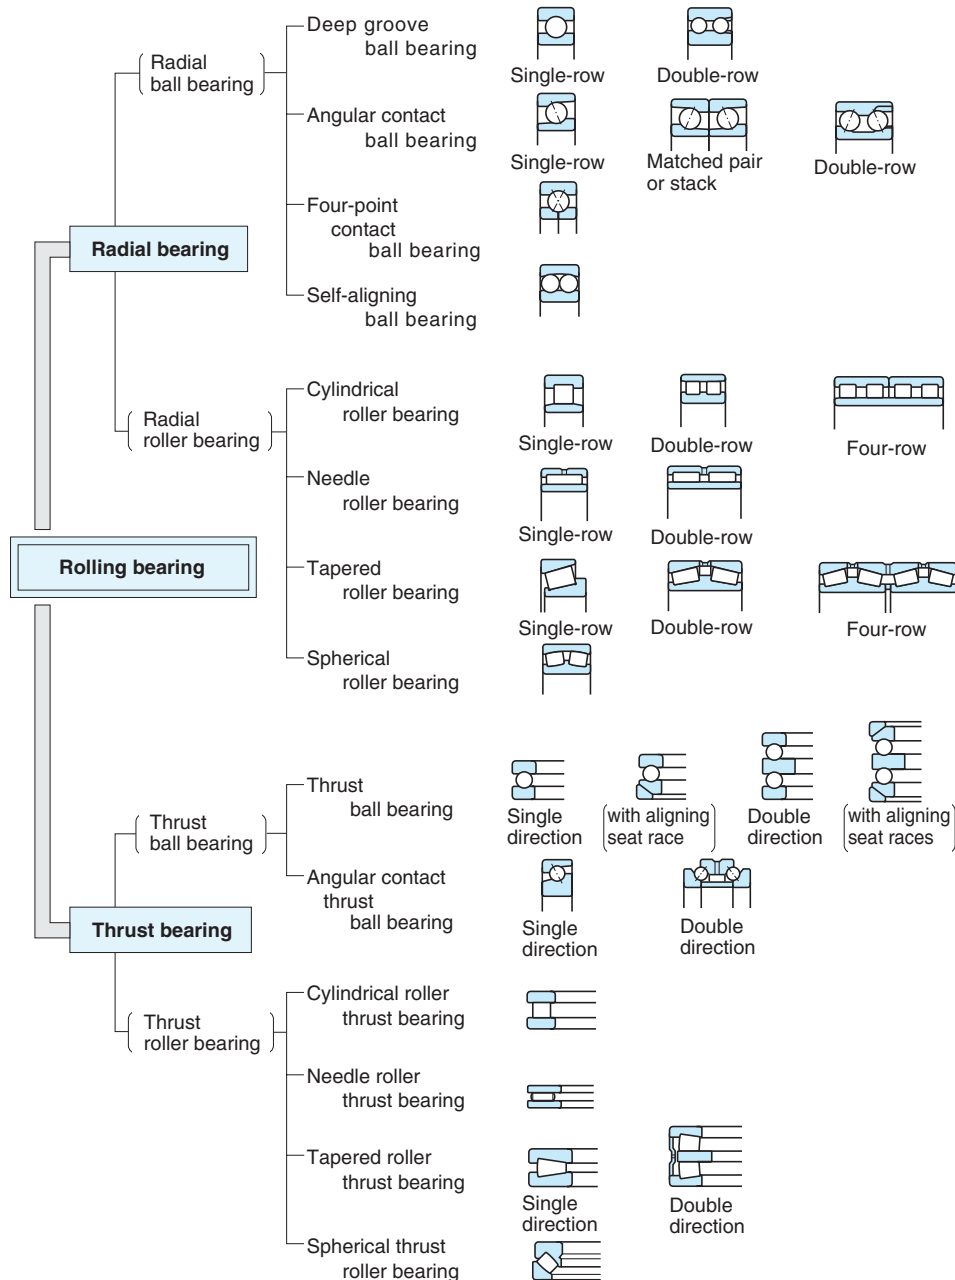 Deep groove
ball bearing
Single-row
Double-row
Radial
ball bearing
Angular contact
ball bearing
Single-row
Matched pair
or stack
Double-row
Four-point
contact
ball bearing
Radial bearing
Self-aligning
ball bearing
Cylindrical
roller bearing
Single-row
Double-row
Four-row
Radial
roller bearing
Needle
roller bearing
Single-row
Double-row
Rolling bearing
Tapered
roller bearing
Single-row
Double-row
Four-row
Spherical
roller bearing
Thrust
ball bearing
Single
direction
(with aligning
seat race)
Double
direction
(with aligning
seat races)
Thrust
ball bearing
Angular contact
thrust
ball bearing
Single
direction
Double
direction
Thrust bearing
Cylindrical roller
thrust bearing
Thrust
roller bearing
Needle roller
thrust bearing
Tapered roller
thrust bearing
Single
direction
Double
direction
Spherical thrust
roller bearing